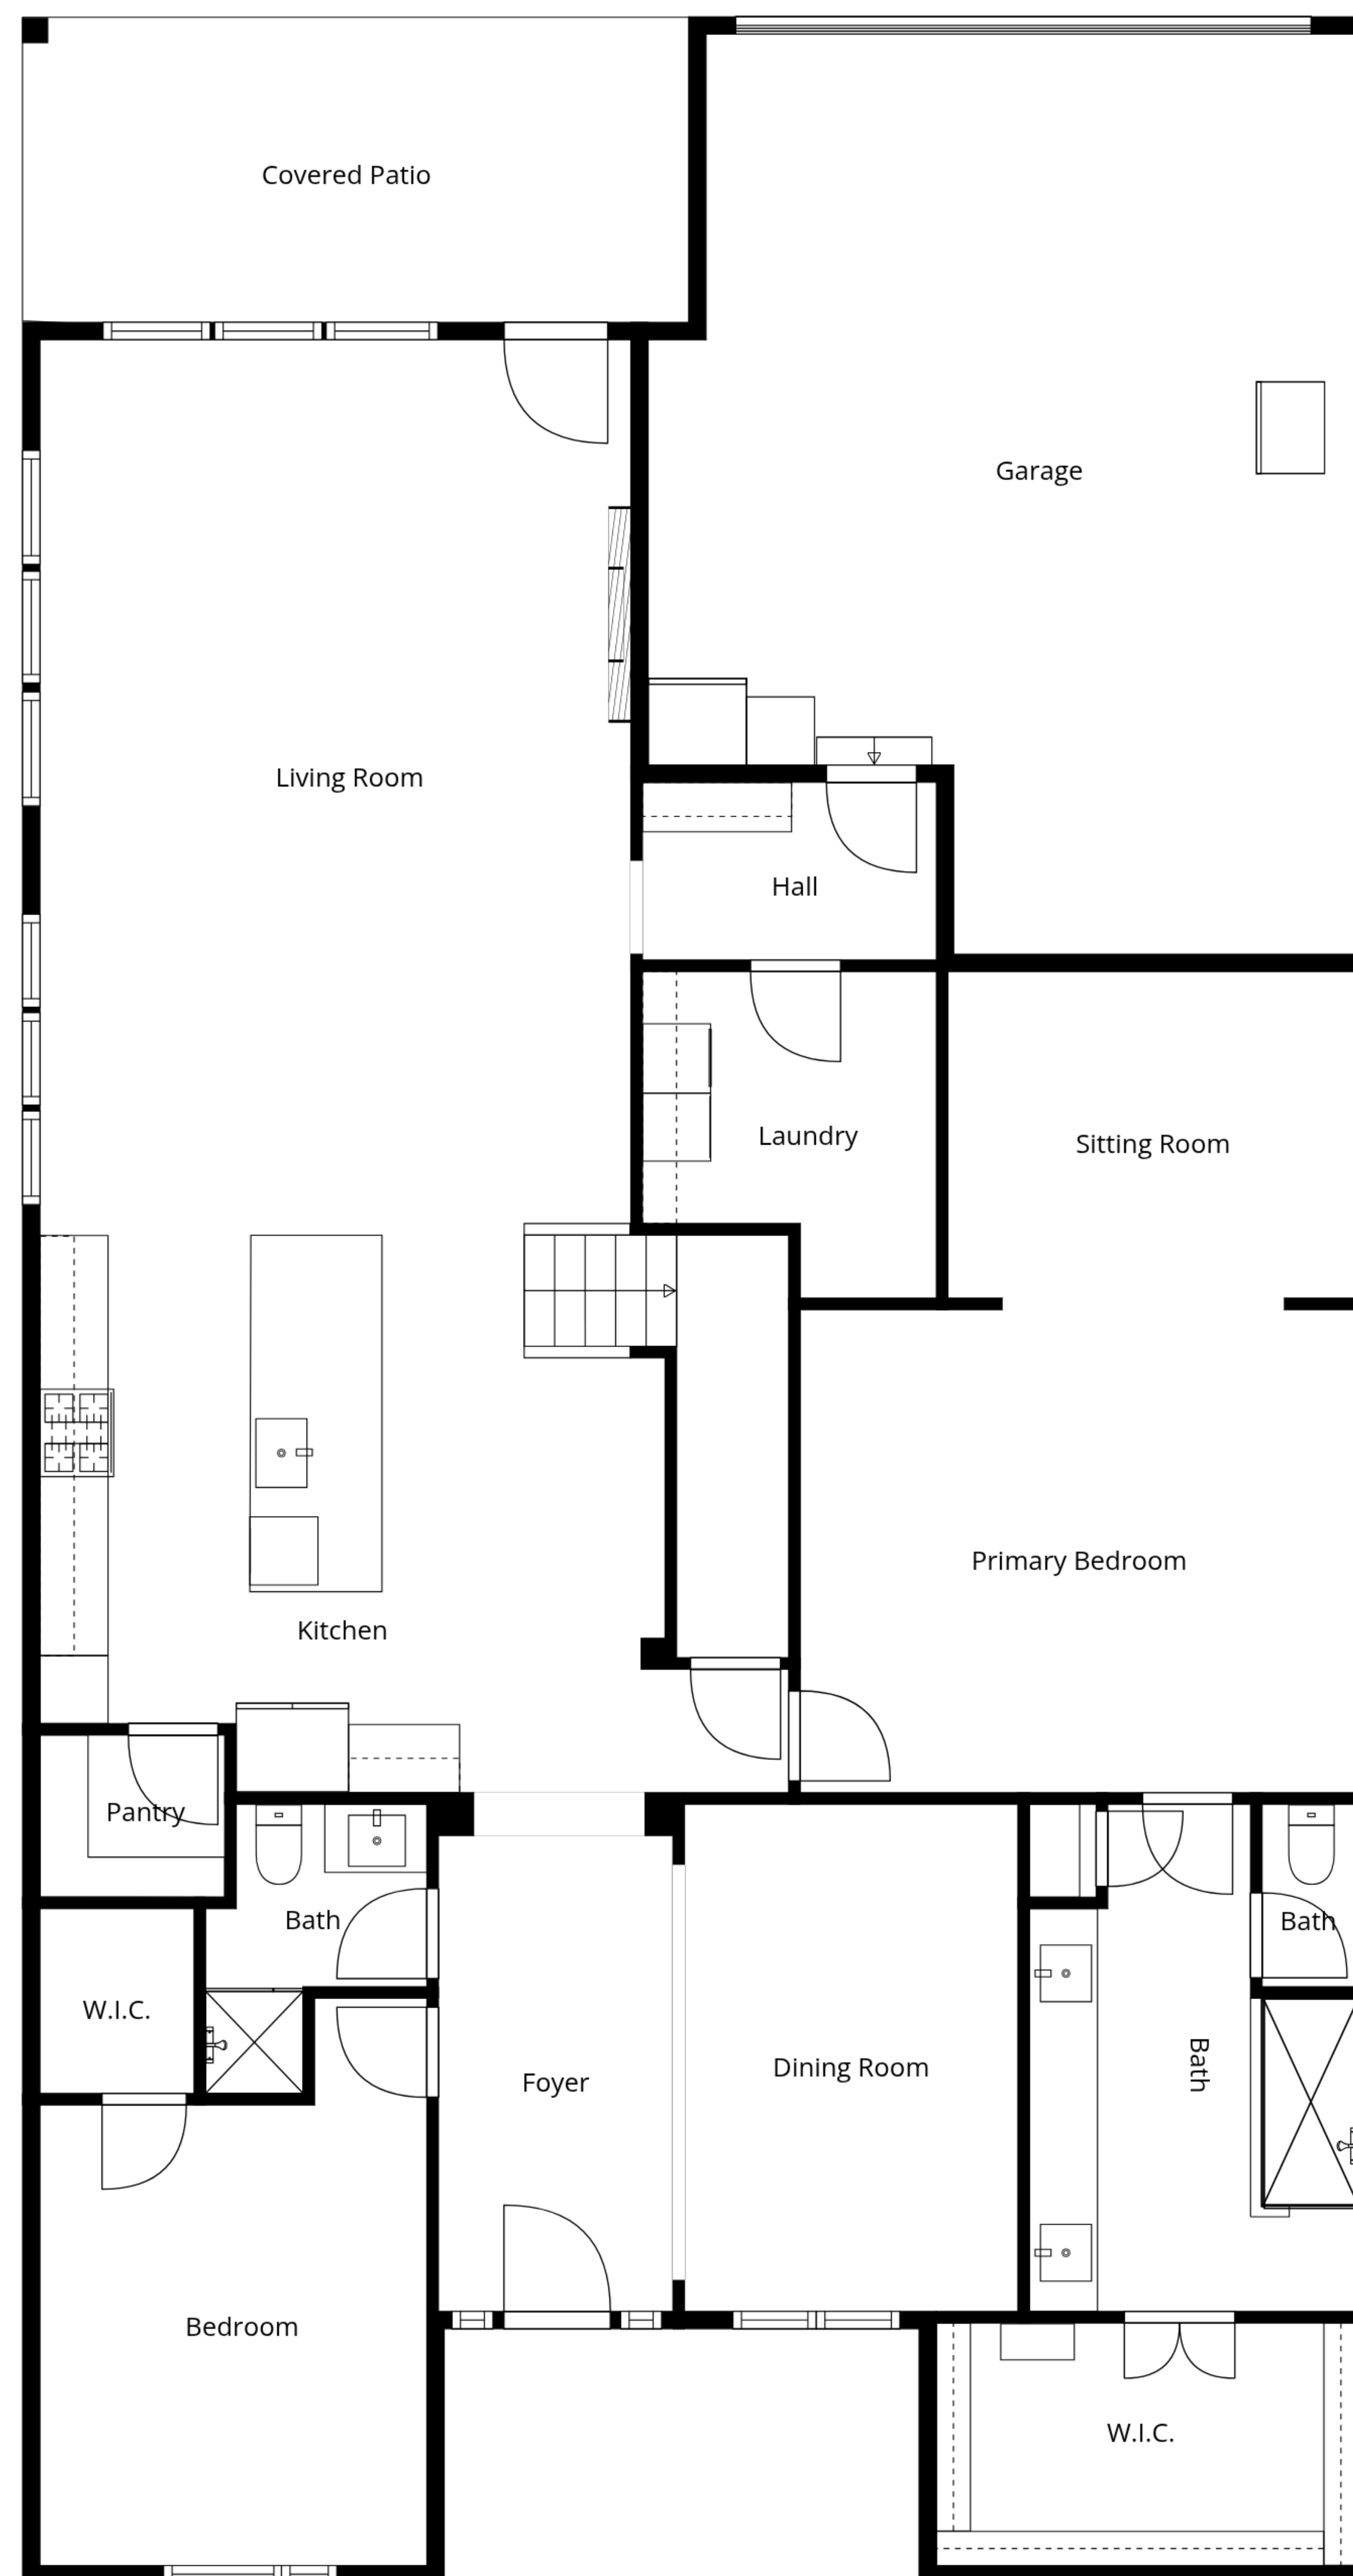 Covered Patio
Garage
Living Room
Hall
Laundry
Sitting Room
Primary Bedroom
Kitchen
Pantry
Bath
Bath
W.I.C.
Foyer
Dining Room
Bath
Bedroom
W.I.C.